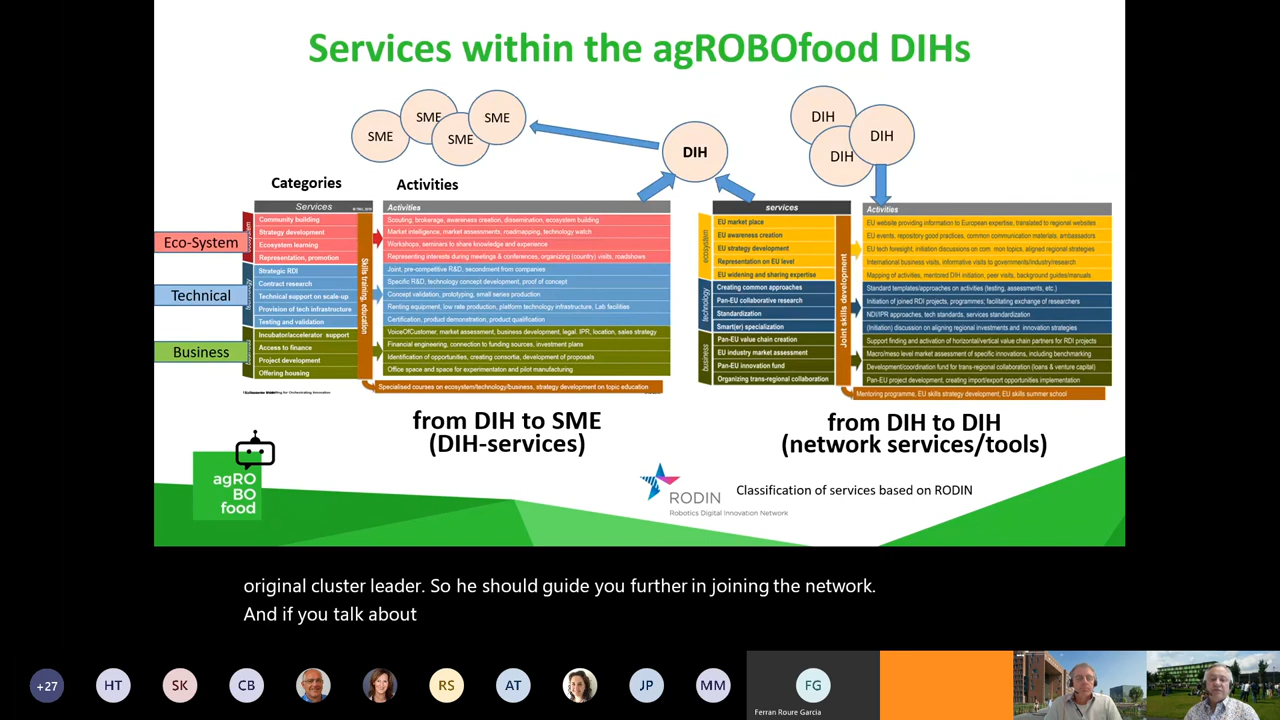 Services within the agROBOfood DIHs
SME
SME
SME
SME
DIH
DIH
DIH
DIH
Categories
Activities
Services
Activities
Community building
Scouting, brokerage, awareness creation, dissemination, ecosystem building
Strategy development
Market intelligence, market assessments, roadmapping, technology watch
Ecosystem learning
Workshops, seminars to share knowledge and experience
Representation, promotion
Representing interests during meetings & conferences, organizing (country) visits, roadshows
Strategic RDI
Joint, pre-competitive R&D, secondment from companies
Contract research
Specific R&D, technology concept development, proof of concept
Technical support on scale-up
Concept validation, prototyping, small series production
Provision of tech infrastructure
Renting equipment, low rate production, platform technology infrastructure, Lab facilities
Testing and validation
Certification, product demonstration, product qualification
Incubator/accelerator support
VoiceOfCustomer, market assessment, business development, legal, IPR, location, sales strategy
Access to finance
Financial engineering, connection to funding sources, investment plans
Project development
Identification of opportunities, creating consortia, development of proposals
Offering housing
Office space and space for experimentation and pilot manufacturing
Skills training, education
Specialised courses on ecosystem/technology/business, strategy development on topic education
Eco-System
Technical
Business
services
Activities
EU market place
EU website providing information to European expertise, translated to regional websites
EU awareness creation
EU events, repository good practices, common communication materials, ambassadors
EU strategy development
EU tech foresight, initiation discussions on com mon topics, aligned regional strategies
Representation on EU level
International business visits, informative visits to governments/industry/research
EU widening and sharing expertise
Mapping of activities, mentored DIH initiation, peer visits, background guides/manuals
Creating common approaches
Standard templates/approaches on activities (testing, assessments, etc.)
Pan-EU collaborative research
Initiation of joined RDI projects, programmes; facilitating exchange of researchers
Standardization
NDI/IPR approaches, tech standards, services standardization
Smart(er) specialization
(Initiation) discussion on aligning regional investments and innovation strategies
Pan-EU value chain creation
Support finding and activation of horizontal/vertical value chain partners for RDI projects
EU industry market assessment
Macro/meso level market assessment of specific innovations, including benchmarking
Pan-EU innovation fund
Development/coordination fund for trans-regional collaboration (loans & venture capital)
Organizing trans-regional collaboration
Pan-EU project development, creating import/export opportunities implementation
ecosystem
technology
business
Joint skills development
Mentoring programme, EU skills strategy development, EU skills summer school
from DIH to SME
(DIH-services)
from DIH to DIH
(network services/tools)
agRO
BO
food
RODIN
Robotics Digital Innovation Network
Classification of services based on RODIN
original cluster leader. So he should guide you further in joining the network.
And if you talk about
+27
HT
SK
CB
RS
AT
JP
MM
FG
Ferran Roure Garcia